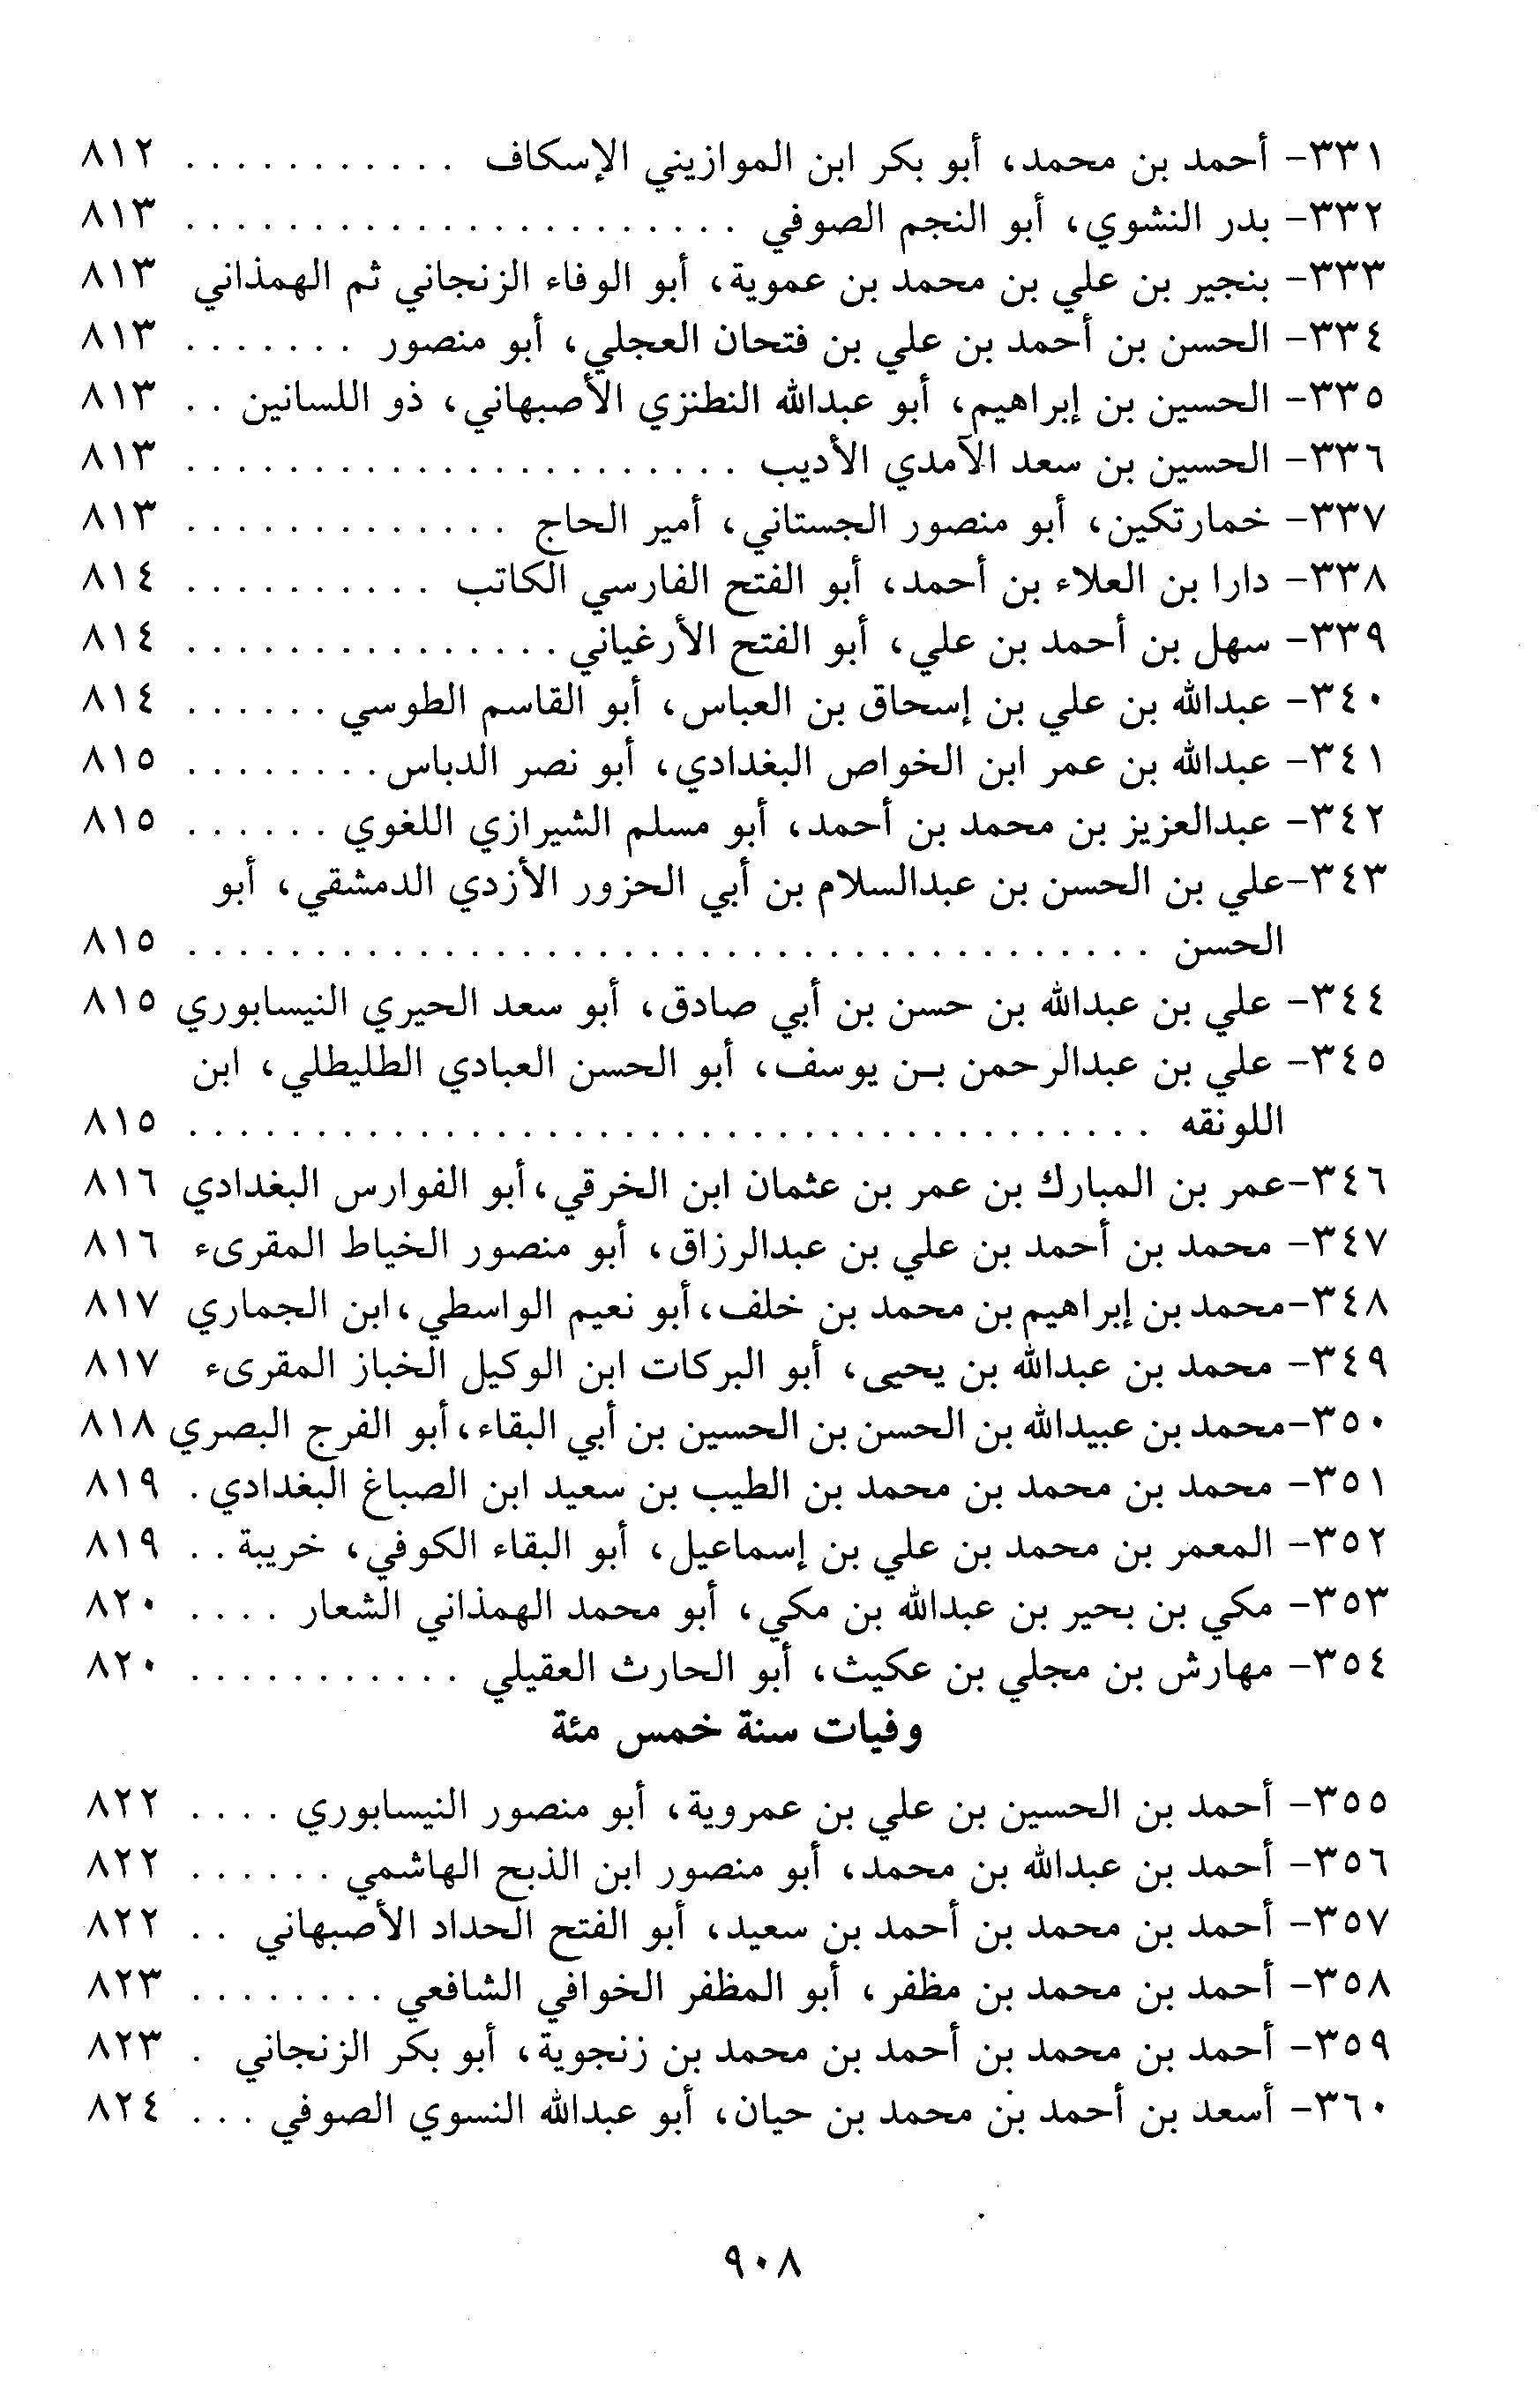 ٣٣١- أحمد بن محمد، أبو بكر ابن الموازيني الإسكاف . . . . . . . . . . . ٨١٢
٣٣٢- بدر النشوي، أبو النجم الصوفي . . . . . . . . . . . . . . . . . . . . . . ٨١٣
٣٣٣- بنجير بن علي بن محمد بن عموية، أبو الوفاء الزنجاني ثم الهمذاني ٨١٣
٣٣٤- الحسن بن أحمد بن علي بن فتحان العجلي، أبو منصور . . . . . . . ٨١٣
٣٣٥- الحسين بن إبراهيم، أبو عبدالله النطنزي الأصبهاني، ذو اللسانين . . ٨١٣
٣٣٦- الحسين بن سعد الآمدي الأديب . . . . . . . . . . . . . . . . . . . . . . ٨١٣
٣٣٧- خمارتكين، أبو منصور الجستاني، أمير الحاج . . . . . . . . . . . . . ٨١٣
٣٣٨- دارا بن العلاء بن أحمد، أبو الفتح الفارسي الكاتب . . . . . . . . . . ٨١٤
٣٣٩- سهل بن أحمد بن علي، أبو الفتح الأرغياني . . . . . . . . . . . . . . . ٨١٤
٣٤٠- عبدالله بن علي بن إسحاق بن العباس، أبو القاسم الطوسي . . . . . . ٨١٤
٣٤١- عبدالله بن عمر ابن الخواص البغدادي، أبو نصر الدباس . . . . . . . . ٨١٥
٣٤٢- عبدالعزيز بن محمد بن أحمد، أبو مسلم الشيرازي اللغوي . . . . . . ٨١٥
٣٤٣-علي بن الحسن بن عبدالسلام بن أبي الحزور الأزدي الدمشقي، أبو
الحسن . . . . . . . . . . . . . . . . . . . . . . . . . . . . . . . . . . . . . . ٨١٥
٣٤٤- علي بن عبدالله بن حسن بن أبي صادق، أبو سعد الحيري النيسابوري ٨١٥
٣٤٥- علي بن عبدالرحمن بـن يوسف، أبو الحسن العبادي الطليطلي، ابن
اللونقه . . . . . . . . . . . . . . . . . . . . . . . . . . . . . . . . . . . . . . ٨١٥
٣٤٦-عمر بن المبارك بن عمر بن عثمان ابن الخرقي،أبو الفوارس البغدادي ٨١٦
٣٤٧- محمد بن أحمد بن علي بن عبدالرزاق، أبو منصور الخياط المقرىء ٨١٦
٣٤٨-محمد بن إبراهيم بن محمد بن خلف،أبو نعيم الواسطي،ابن الجماري ٨١٧
٣٤٩- محمد بن عبدالله بن يحيى، أبو البركات ابن الوكيل الخباز المقرىء ٨١٧
٣٥٠-محمد بن عبيدالله بن الحسن بن الحسين بن أبي البقاء،أبو الفرج البصري ٨١٨
٣٥١- محمد بن محمد بن محمد بن الطيب بن سعيد ابن الصباغ البغدادي . ٨١٩
٣٥٢- المعمر بن محمد بن علي بن إسماعيل، أبو البقاء الكوفي، خريبة . . ٨١٩
٣٥٣- مكي بن بحير بن عبدالله بن مكي، أبو محمد الهمذاني الشعار . . . . ٨٢٠
٣٥٤- مهارش بن مجلي بن عكيث، أبو الحارث العقيلي . . . . . . . . . . . ٨٢٠
وفيات سنة خمس مئة
٣٥٥- أحمد بن الحسين بن علي بن عمروية، أبو منصور النيسابوري . . . . ٨٢٢
٣٥٦- أحمد بن عبدالله بن محمد، أبو منصور ابن الذبح الهاشمي . . . . . . ٨٢٢
٣٥٧- أحمد بن محمد بن أحمد بن سعيد، أبو الفتح الحداد الأصبهاني . . ٨٢٢
٣٥٨- أحمد بن محمد بن مظفر، أبو المظفر الخوافي الشافعي . . . . . . . . ٨٢٣
٣٥٩- أحمد بن محمد بن أحمد بن محمد بن زنجوية، أبو بكر الزنجاني . ٨٢٣
٣٦٠- أسعد بن أحمد بن محمد بن حيان، أبو عبدالله النسوي الصوفي . . . ٨٢٤
٩٠٨